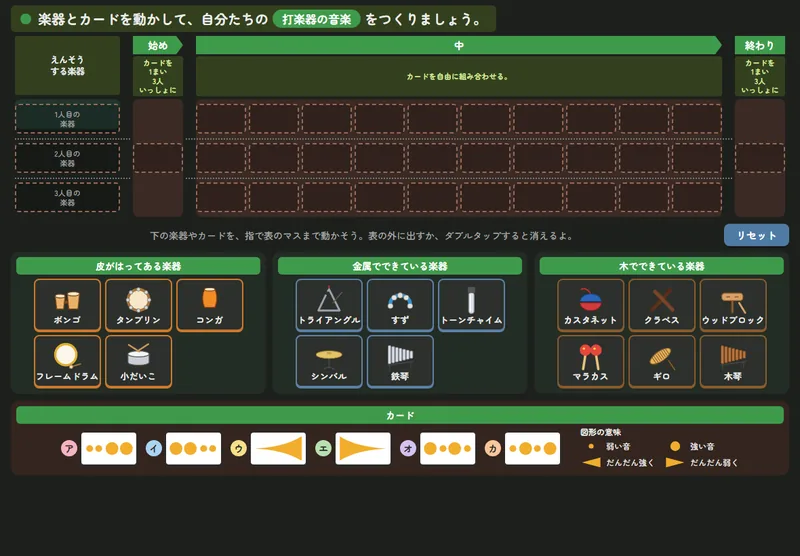 楽器とカードを動かして、自分たちの 打楽器の音楽 をつくりましょう。
えんそう
する楽器
始め
中
終わり
カードを
1まい
3人
いっしょに
カードを自由に組み合わせる。
カードを
1まい
3人
いっしょに
1人目の
楽器
2人目の
楽器
3人目の
楽器
下の楽器やカードを、指で表のマスまで動かそう。表の外に出すか、ダブルタップすると消えるよ。
リセット
皮がはってある楽器
ボンゴ
タンブリン
コンガ
フレームドラム
小だいこ
金属でできている楽器
トライアングル
すず
トーンチャイム
シンバル
鉄琴
木でできている楽器
カスタネット
クラベス
ウッドブロック
マラカス
ギロ
木琴
カード
ア
イ
ウ
エ
オ
カ
図形の意味
弱い音
強い音
だんだん強く
だんだん弱く